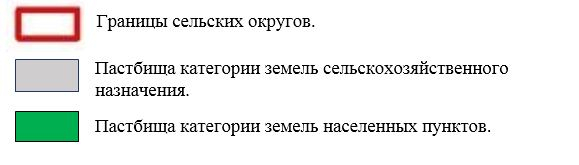 Границы сельских округов.
Пастбища категории земель сельскохозяйственного
назначения.
Пастбища категории земель населенных пунктов.